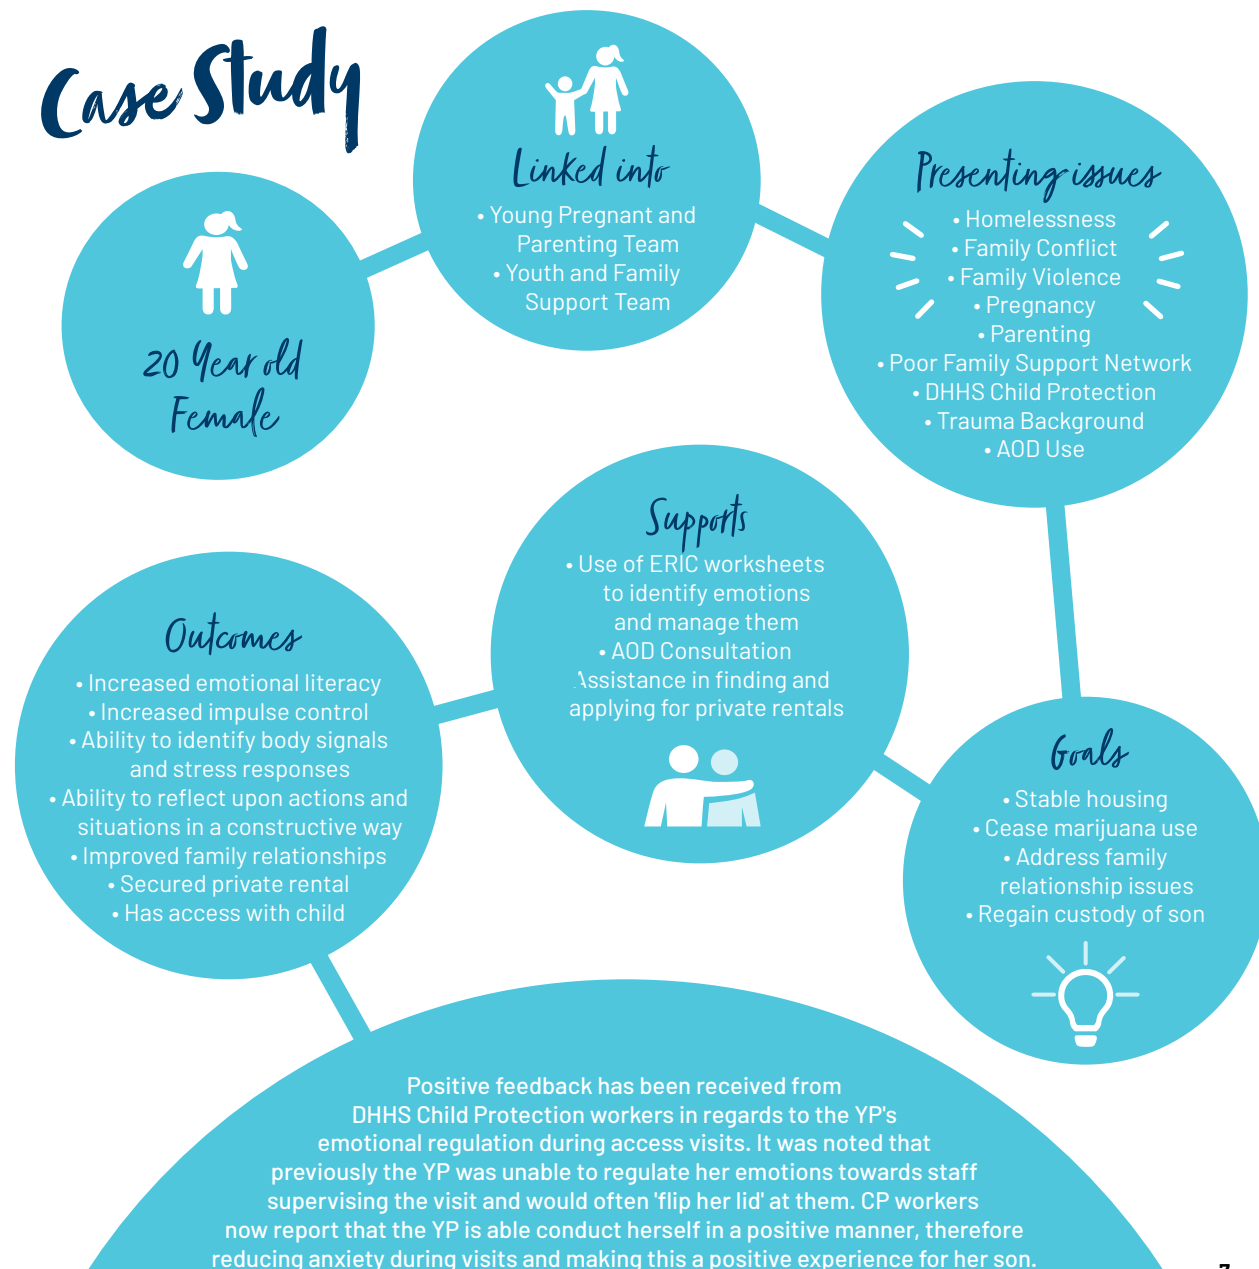 Case Study
20 Year old
Female
Linked into
• Young Pregnant and
Parenting Team
• Youth and Family
Support Team
Presenting issues
• Homelessness
• Family Conflict
• Family Violence
• Pregnancy
• Parenting
• Poor Family Support Network
• DHHS Child Protection
• Trauma Background
• AOD Use
Goals
• Stable housing
• Cease marijuana use
• Address family
relationship issues
• Regain custody of son
Supports
• Use of ERIC worksheets
to identify emotions
and manage them
• AOD Consultation
Assistance in finding and
applying for private rentals
Outcomes
• Increased emotional literacy
• Increased impulse control
• Ability to identify body signals
and stress responses
• Ability to reflect upon actions and
situations in a constructive way
• Improved family relationships
• Secured private rental
• Has access with child
Positive feedback has been received from
DHHS Child Protection workers in regards to the YP's
emotional regulation during access visits. It was noted that
previously the YP was unable to regulate her emotions towards staff
supervising the visit and would often 'flip her lid' at them. CP workers
now report that the YP is able conduct herself in a positive manner, therefore
reducing anxiety during visits and making this a positive experience for her son.